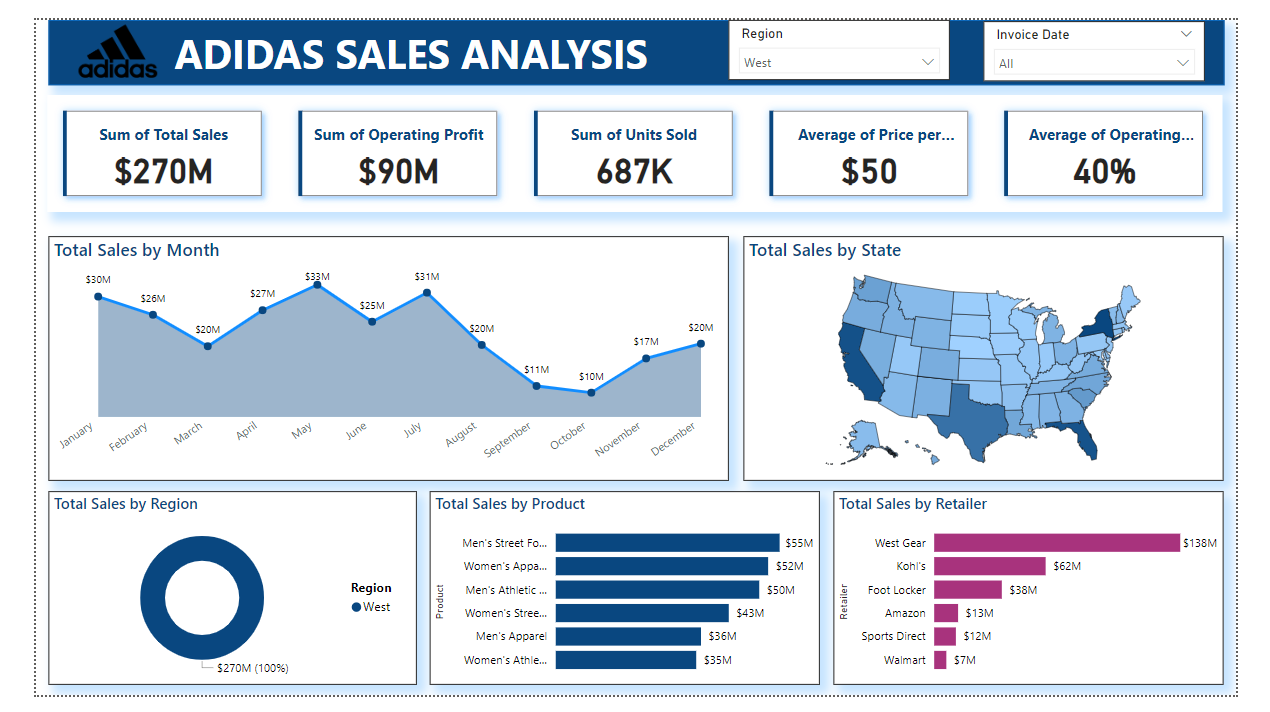 adidas
ADIDAS SALES ANALYSIS
Region
West
Invoice Date
All
Sum of Total Sales
$270M
Sum of Operating Profit
$90M
Sum of Units Sold
687K
Average of Price per...
$50
Average of Operating...
40%
Total Sales by Month
$30M
$26M
$20M
$27M
$33M
$25M
$31M
$20M
$11M
$10M
$17M
$20M
January
February
March
April
May
June
July
August
September
October
November
December
Total Sales by State
Total Sales by Region
Region
West
$270M (100%)
Total Sales by Product
Product
Men's Street Fo... $55M
Women's Appa... $52M
Men's Athletic ... $50M
Women's Stree... $43M
Men's Apparel $36M
Women's Athle... $35M
Total Sales by Retailer
Retailer
West Gear $138M
Kohl's $62M
Foot Locker $38M
Amazon $13M
Sports Direct $12M
Walmart $7M